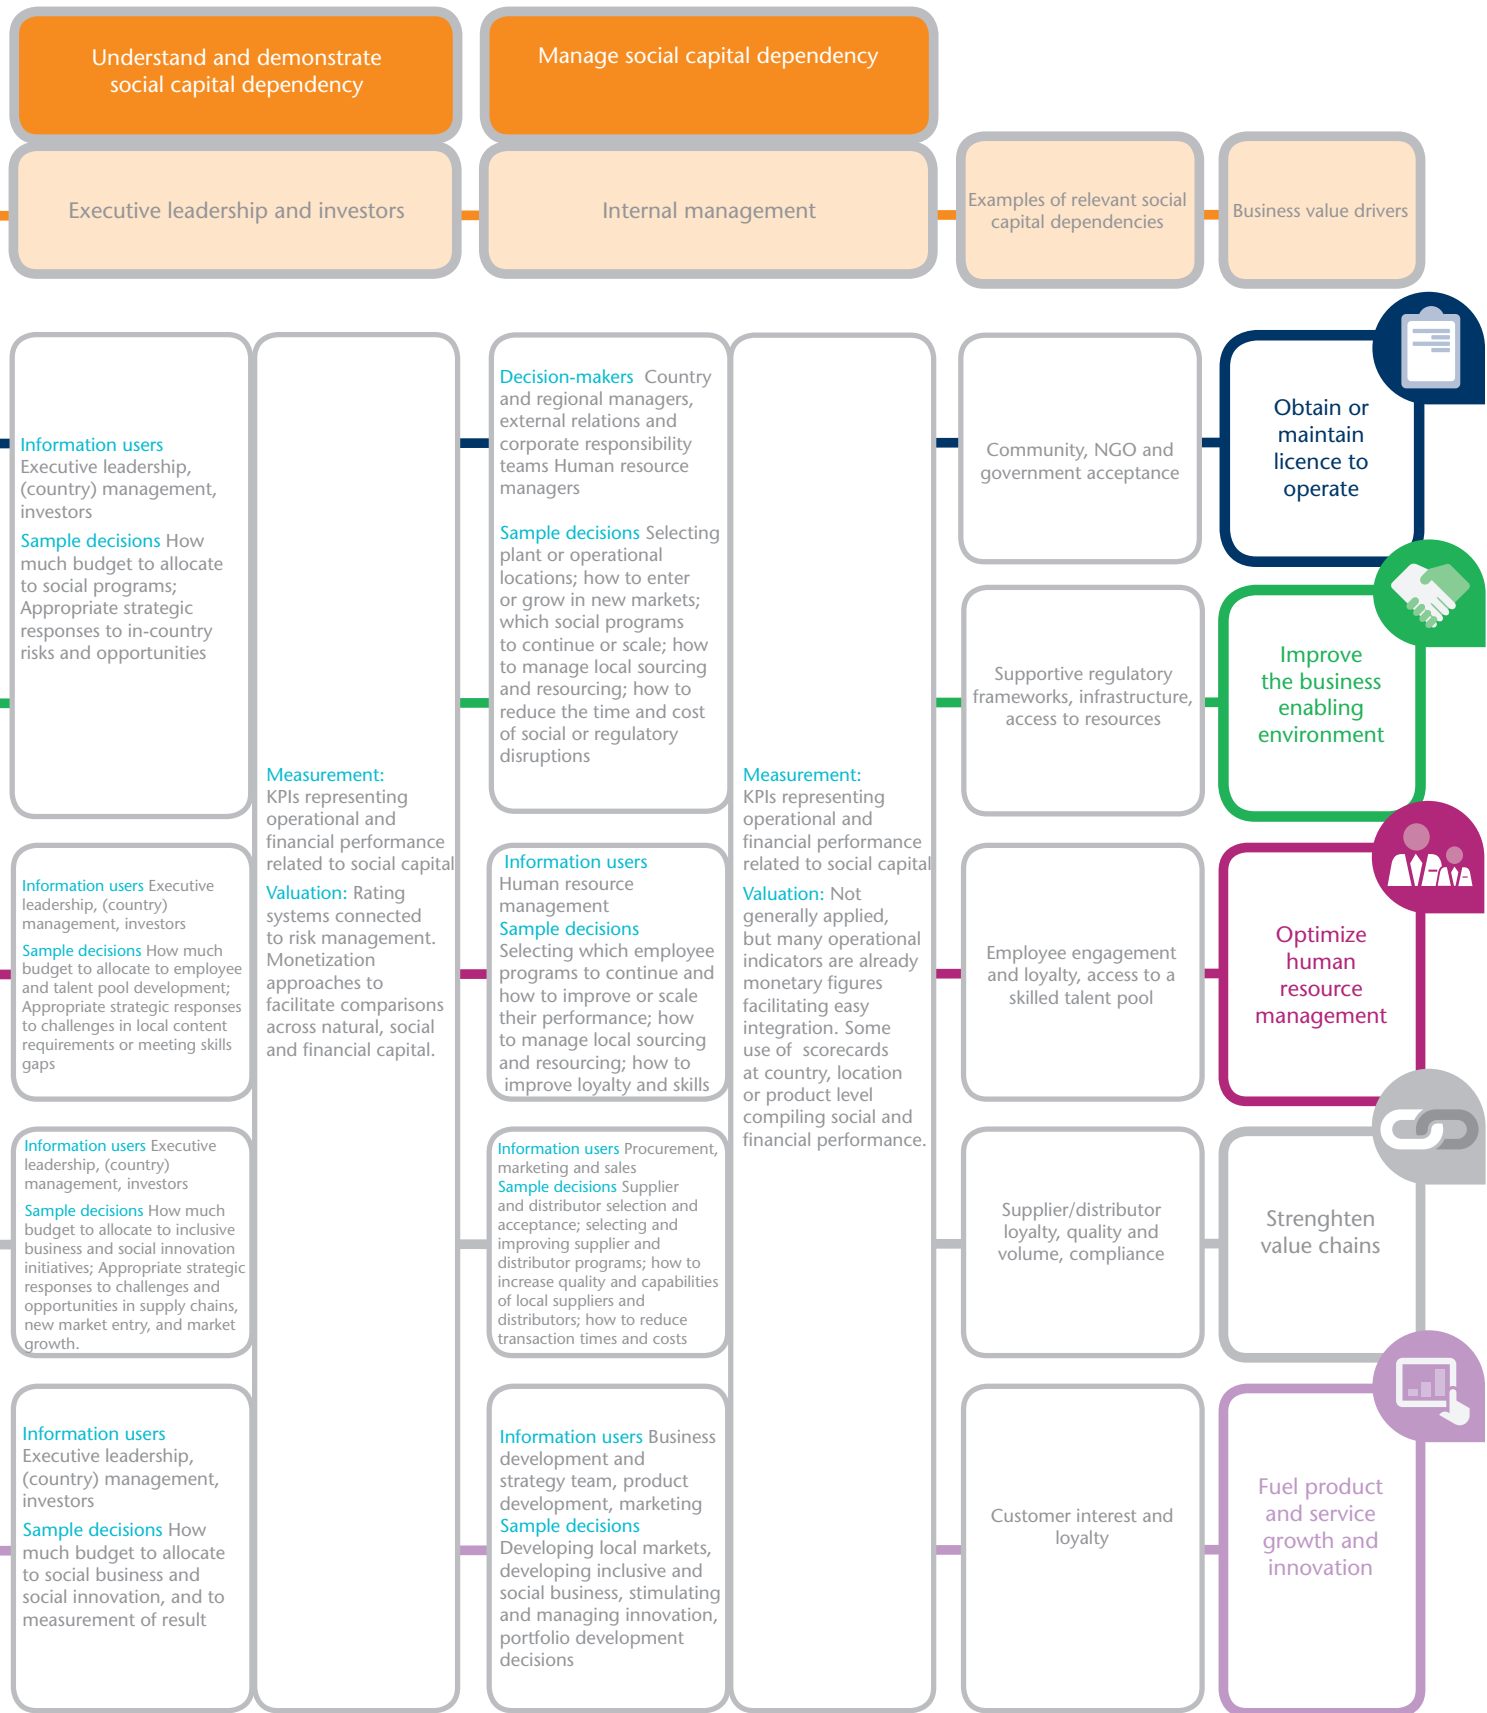 Understand and demonstrate
social capital dependency
Manage social capital dependency
Executive leadership and investors
Internal management
Examples of relevant social
capital dependencies
Business value drivers
Information users
Executive leadership,
(country) management,
investors
Sample decisions How
much budget to allocate
to social programs;
Appropriate strategic
responses to in-country
risks and opportunities
Decision-makers Country
and regional managers,
external relations and
corporate responsibility
teams Human resource
managers
Sample decisions Selecting
plant or operational
locations; how to enter
or grow in new markets;
which social programs
to continue or scale; how
to manage local sourcing
and resourcing; how to
reduce the time and cost
of social or regulatory
disruptions
Community, NGO and
government acceptance
Obtain or
maintain
licence to
operate
Supportive regulatory
frameworks, infrastructure,
access to resources
Improve
the business
enabling
environment
Measurement:
KPIs representing
operational and
financial performance
related to social capital
Valuation: Rating
systems connected
to risk management.
Monetization
approaches to
facilitate comparisons
across natural, social
and financial capital.
Measurement:
KPIs representing
operational and
financial performance
related to social capital
Valuation: Not
generally applied,
but many operational
indicators are already
monetary figures
facilitating easy
integration. Some
use of scorecards
at country, location
or product level
compiling social and
financial performance.
Information users Executive
leadership, (country)
management, investors
Sample decisions How much
budget to allocate to employee
and talent pool development;
Appropriate strategic responses
to challenges in local content
requirements or meeting skills
gaps
Information users
Human resource
management
Sample decisions
Selecting which employee
programs to continue and
how to improve or scale
their performance; how
to manage local sourcing
and resourcing; how to
improve loyalty and skills
Employee engagement
and loyalty, access to a
skilled talent pool
Optimize
human
resource
management
Information users Executive
leadership, (country)
management, investors
Sample decisions How much
budget to allocate to inclusive
business and social innovation
initiatives; Appropriate strategic
responses to challenges and
opportunities in supply chains,
new market entry, and market
growth.
Information users Procurement,
marketing and sales
Sample decisions Supplier
and distributor selection and
acceptance; selecting and
improving supplier and
distributor programs; how to
increase quality and capabilities
of local suppliers and
distributors; how to reduce
transaction times and costs
Supplier/distributor
loyalty, quality and
volume, compliance
Strenghten
value chains
Information users
Executive leadership,
(country) management,
investors
Sample decisions How
much budget to allocate
to social business and
social innovation, and to
measurement of result
Information users Business
development and
strategy team, product
development, marketing
Sample decisions
Developing local markets,
developing inclusive and
social business, stimulating
and managing innovation,
portfolio development
decisions
Customer interest and
loyalty
Fuel product
and service
growth and
innovation